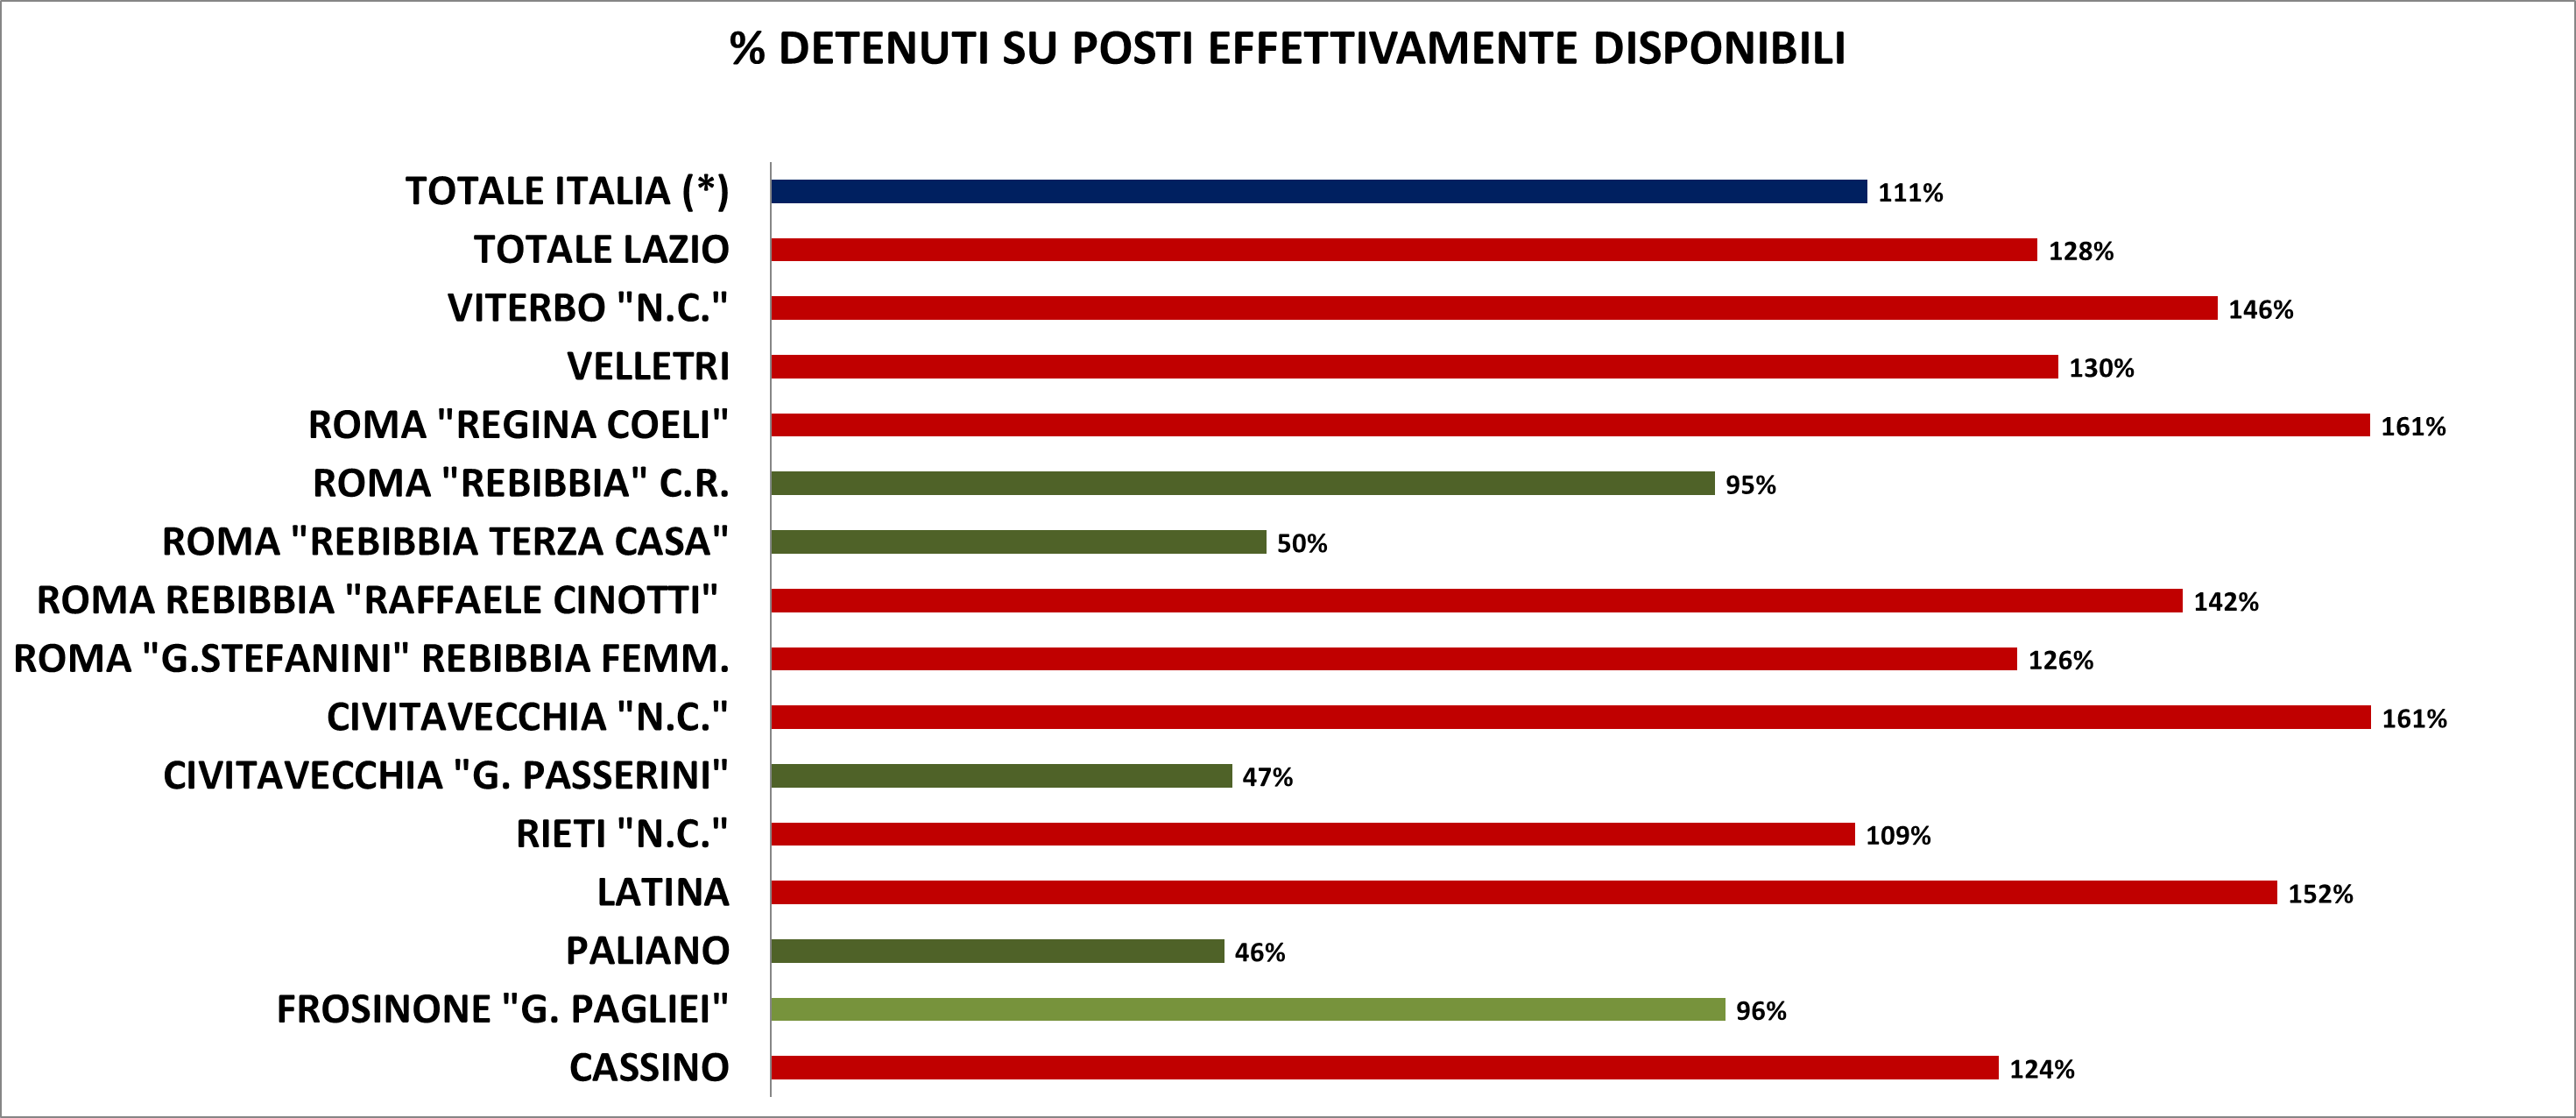 % DETENUTI SU POSTI EFFETTIVAMENTE DISPONIBILI
TOTALE ITALIA (*) 111%
TOTALE LAZIO 128%
VITERBO "N.C." 146%
VELLETRI 130%
ROMA "REGINA COELI" 161%
ROMA "REBIBBIA" C.R. 95%
ROMA "REBIBBIA TERZA CASA" 50%
ROMA REBIBBIA "RAFFAELE CINOTTI" 142%
ROMA "G.STEFANINI" REBIBBIA FEMM. 126%
CIVITAVECCHIA "N.C." 161%
CIVITAVECCHIA "G. PASSERINI" 47%
RIETI "N.C." 109%
LATINA 152%
PALIANO 46%
FROSINONE "G. PAGLIEI" 96%
CASSINO 124%